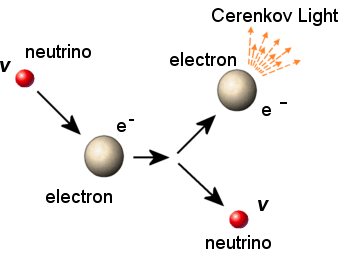 Cerenkov Light
neutrino
v
electron
e-
e -
electron
v
neutrino